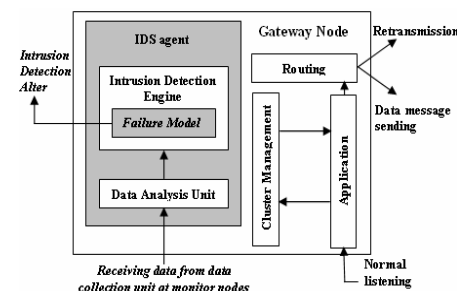 IDS agent
Gateway Node
Retransmission
Intrusion
Detection
Alter
Intrusion Detection
Engine
Failure Model
Routing
Data message
sending
Data Analysis Unit
Cluster Management
Application
Receiving data from data
collection unit at monitor nodes
Normal
listening